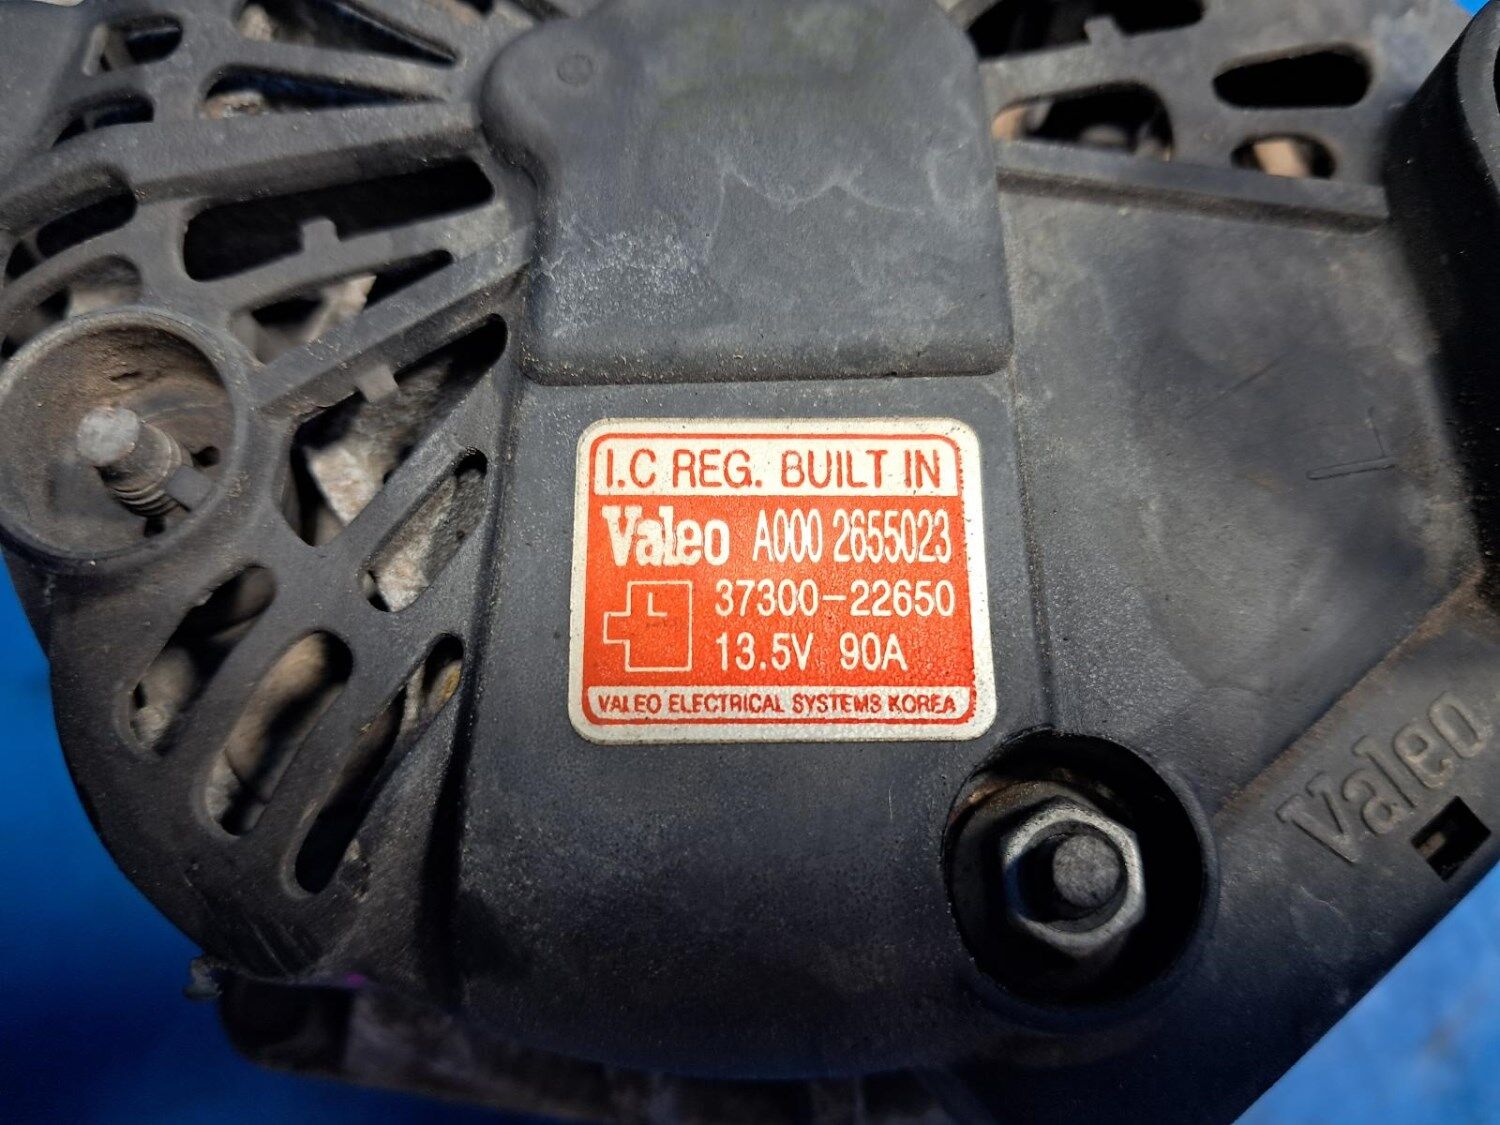 I.C REG. BUILT IN
Valeo A000 2655023
37300-22650
L
13.5V 90A
VALEO ELECTRICAL SYSTEMS KOREA
Valeo